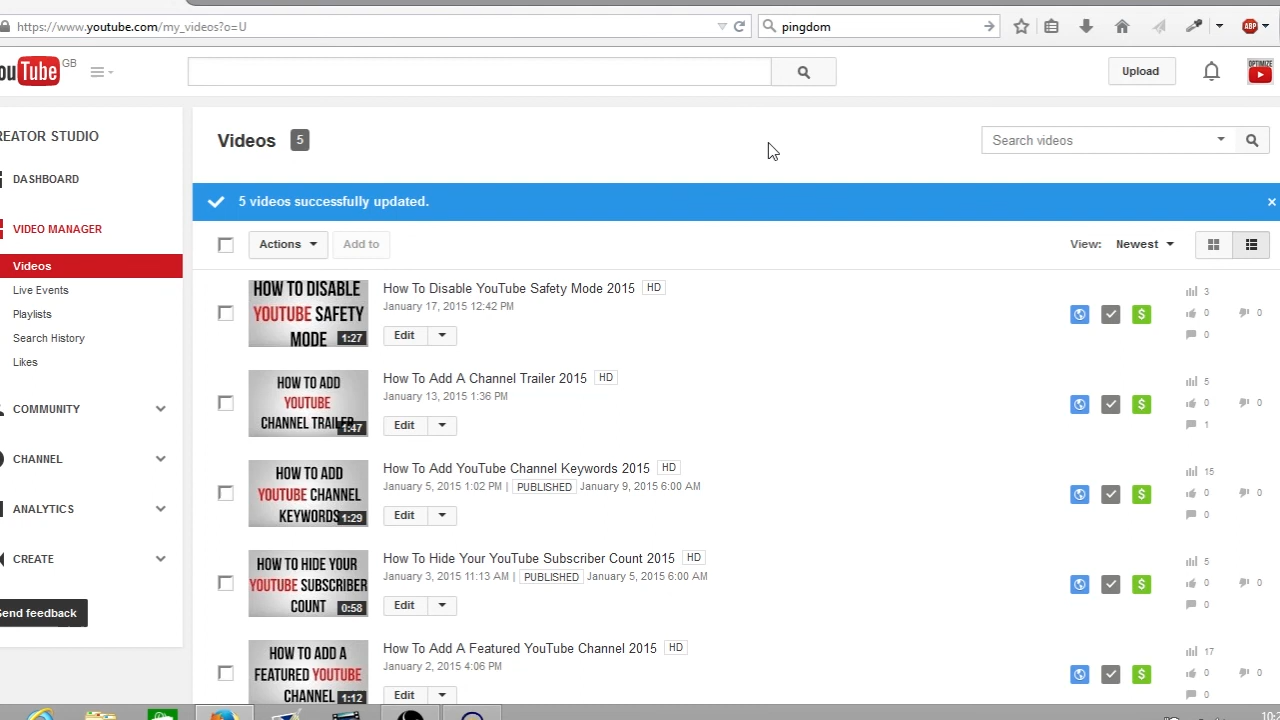 https://www.youtube.com/my_videos?o=U
pingdom
ABP
ouTube GB
Upload
OPTIMIZE
REATOR STUDIO
DASHBOARD
VIDEO MANAGER
Videos
Live Events
Playlists
Search History
Likes
COMMUNITY
CHANNEL
ANALYTICS
CREATE
end feedback
Videos 5
Search videos
5 videos successfully updated. ×
Actions Add to View: Newest
HOW TO DISABLE
YOUTUBE SAFETY
MODE 1:27
How To Disable YouTube Safety Mode 2015 HD
January 17, 2015 12:42 PM
Edit
$
3
0 0
0
HOW TO ADD
YOUTUBE
CHANNEL TRAILER 1:47
How To Add A Channel Trailer 2015 HD
January 13, 2015 1:36 PM
Edit
$
5
0 0
1
HOW TO ADD
YOUTUBE CHANNEL
KEYWORDS 1:29
How To Add YouTube Channel Keywords 2015 HD
January 5, 2015 1:02 PM | PUBLISHED January 9, 2015 6:00 AM
Edit
$
15
0 0
0
HOW TO HIDE YOUR
YOUTUBE SUBSCRIBER
COUNT 0:58
How To Hide Your YouTube Subscriber Count 2015 HD
January 3, 2015 11:13 AM | PUBLISHED January 5, 2015 6:00 AM
Edit
$
5
0 0
0
HOW TO ADD A
FEATURED YOUTUBE
CHANNEL 1:12
How To Add A Featured YouTube Channel 2015 HD
January 2, 2015 4:06 PM
Edit
$
17
0 0
0